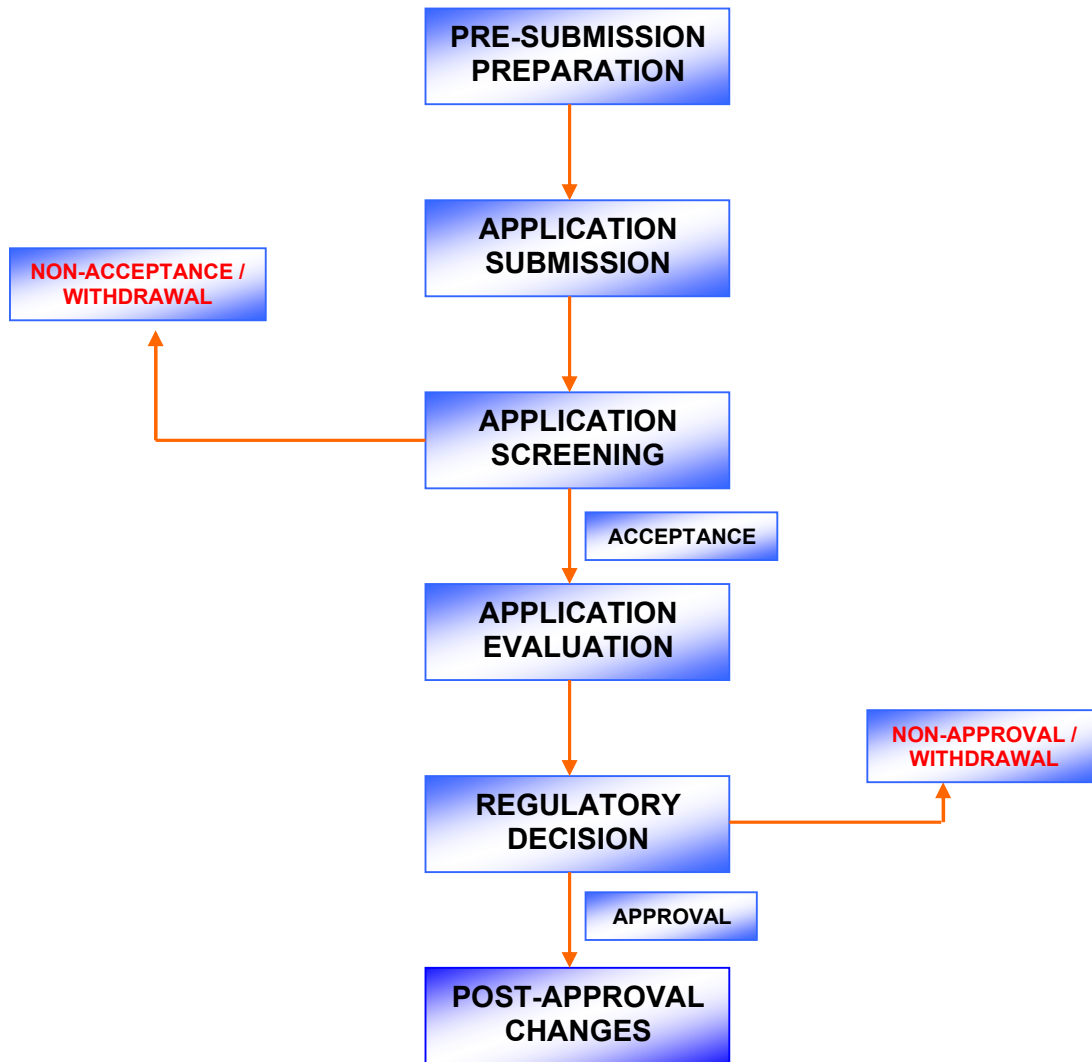 PRE-SUBMISSION
PREPARATION
APPLICATION
SUBMISSION
NON-ACCEPTANCE /
WITHDRAWAL
APPLICATION
SCREENING
ACCEPTANCE
APPLICATION
EVALUATION
NON-APPROVAL /
WITHDRAWAL
REGULATORY
DECISION
APPROVAL
POST-APPROVAL
CHANGES